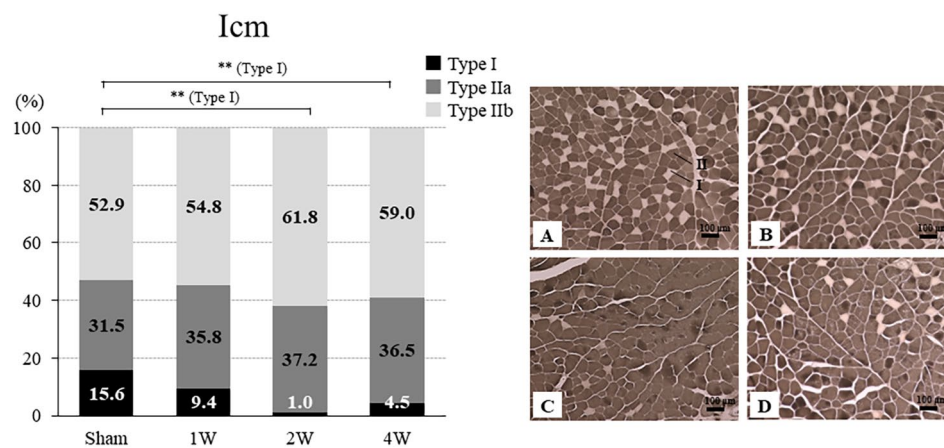 Icm
** (Type I)
** (Type I)
Type I
Type IIa
Type IIb
(%)
100
80
60
40
20
0
52.9
54.8
61.8
59.0
31.5
35.8
37.2
36.5
15.6
9.4
1.0
4.5
Sham
1W
2W
4W
II
I
A
100 μm
B
100 μm
C
100 μm
D
100 μm